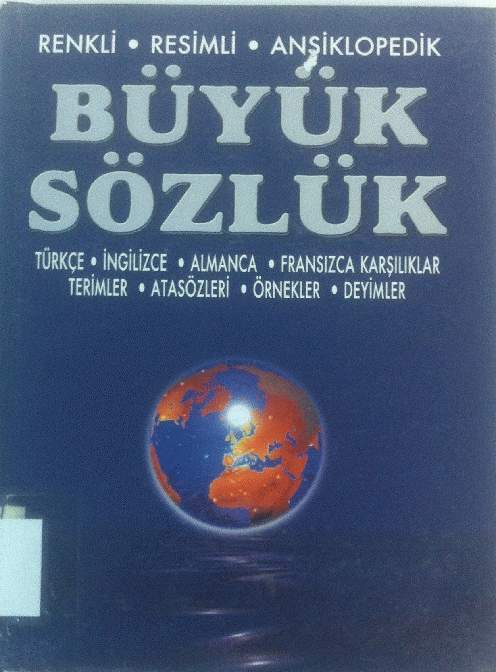 RENKLİ • RESİMLİ • ANSİKLOPEDİK
BÜYÜK
SÖZLÜK
TÜRKÇE • İNGİLİZCE • ALMANCA • FRANSIZCA KARŞILIKLAR
TERİMLER • ATASÖZLERİ • ÖRNEKLER • DEYİMLER